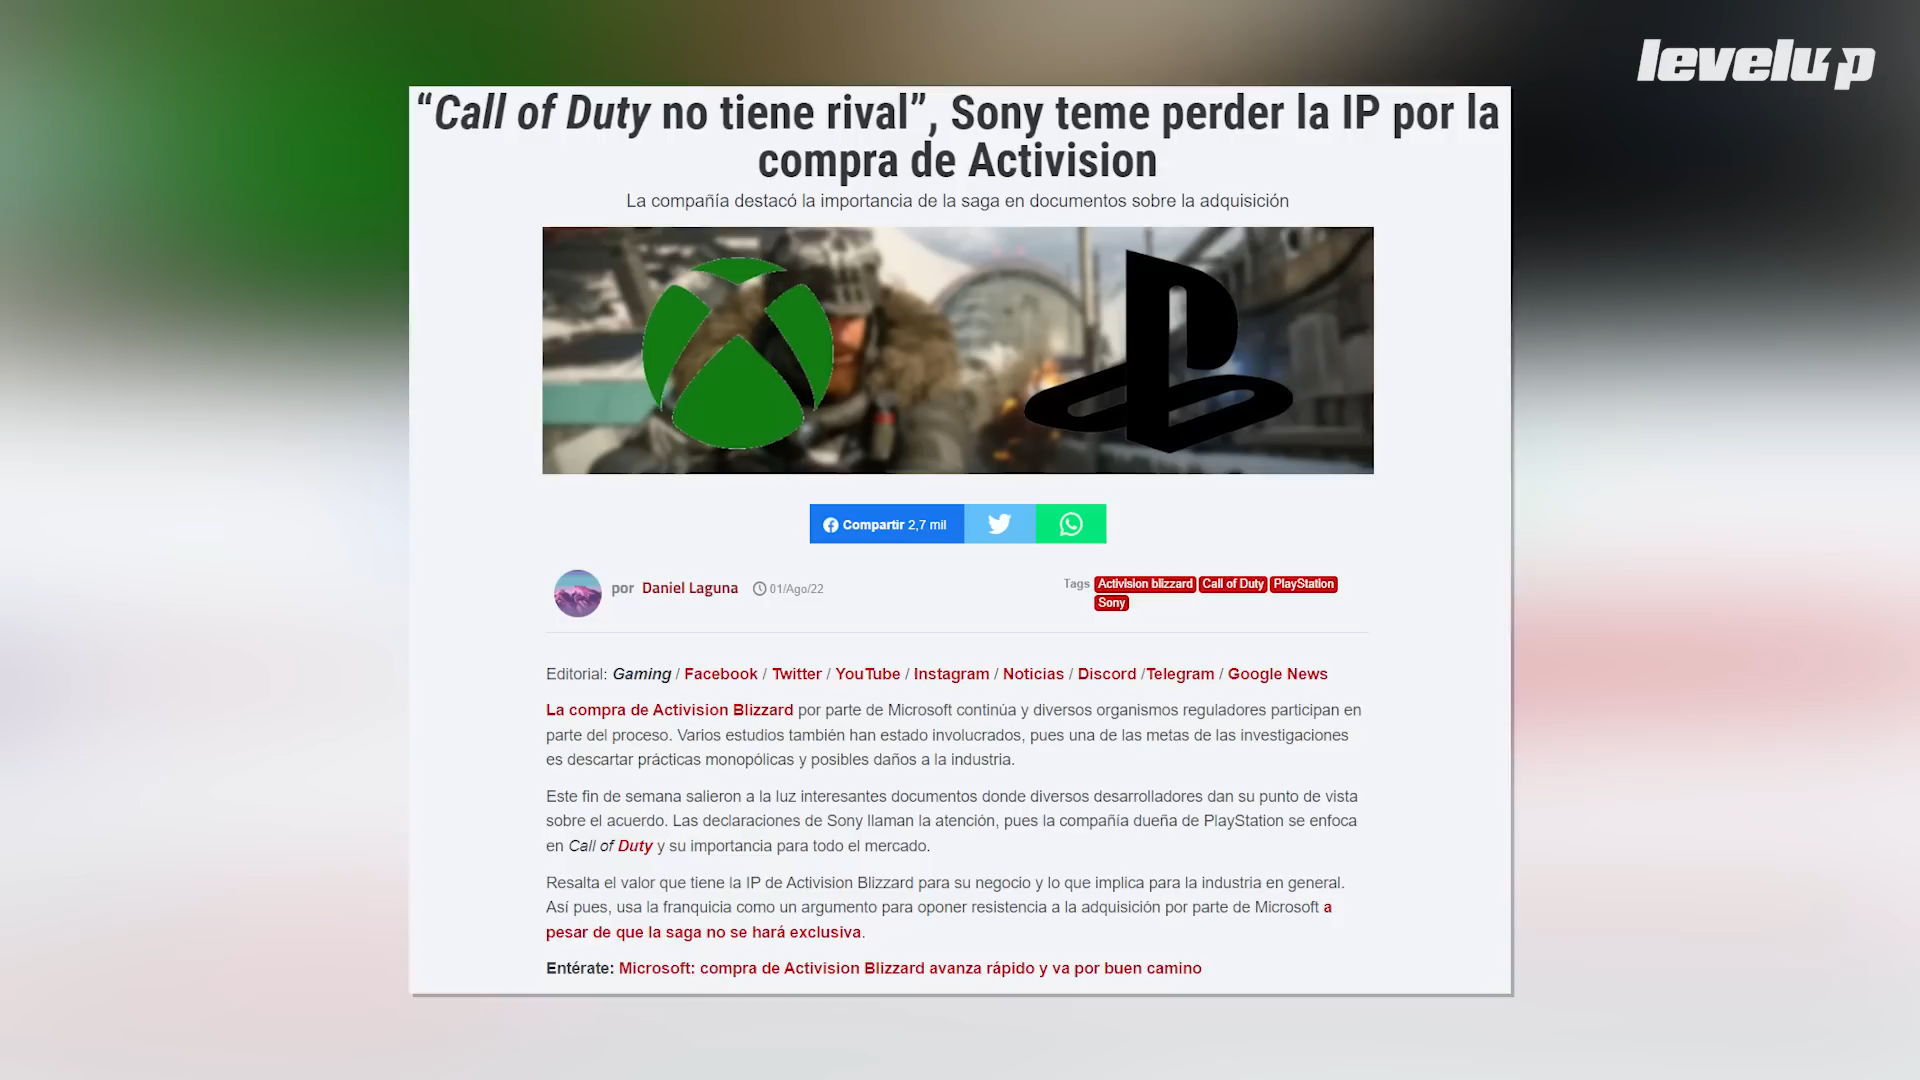 levelup
“Call of Duty no tiene rival”, Sony teme perder la IP por la
compra de Activision
La compañía destacó la importancia de la saga en documentos sobre la adquisición
Compartir 2,7 mil
por Daniel Laguna 01/Ago/22
Tags Activision blizzard Call of Duty PlayStation
Sony
Editorial: Gaming / Facebook / Twitter / YouTube / Instagram / Noticias / Discord /Telegram / Google News
La compra de Activision Blizzard por parte de Microsoft continúa y diversos organismos reguladores participan en
parte del proceso. Varios estudios también han estado involucrados, pues una de las metas de las investigaciones
es descartar prácticas monopólicas y posibles daños a la industria.
Este fin de semana salieron a la luz interesantes documentos donde diversos desarrolladores dan su punto de vista
sobre el acuerdo. Las declaraciones de Sony llaman la atención, pues la compañía dueña de PlayStation se enfoca
en Call of Duty y su importancia para todo el mercado.
Resalta el valor que tiene la IP de Activision Blizzard para su negocio y lo que implica para la industria en general.
Así pues, usa la franquicia como un argumento para oponer resistencia a la adquisición por parte de Microsoft a
pesar de que la saga no se hará exclusiva.
Entérate: Microsoft: compra de Activision Blizzard avanza rápido y va por buen camino